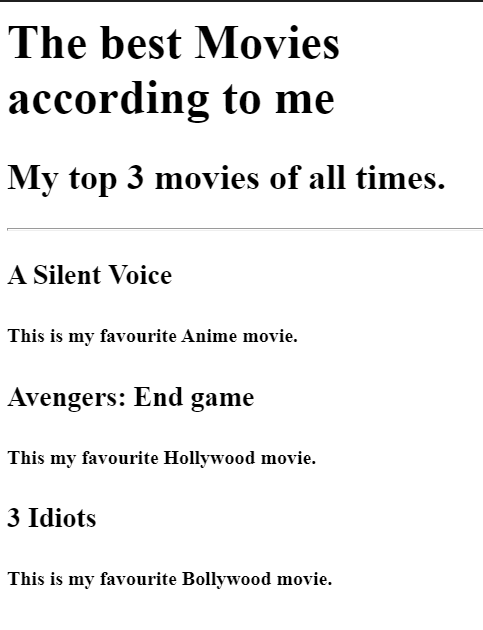 The best Movies
according to me
My top 3 movies of all times.
A Silent Voice
This is my favourite Anime movie.
Avengers: End game
This my favourite Hollywood movie.
3 Idiots
This is my favourite Bollywood movie.